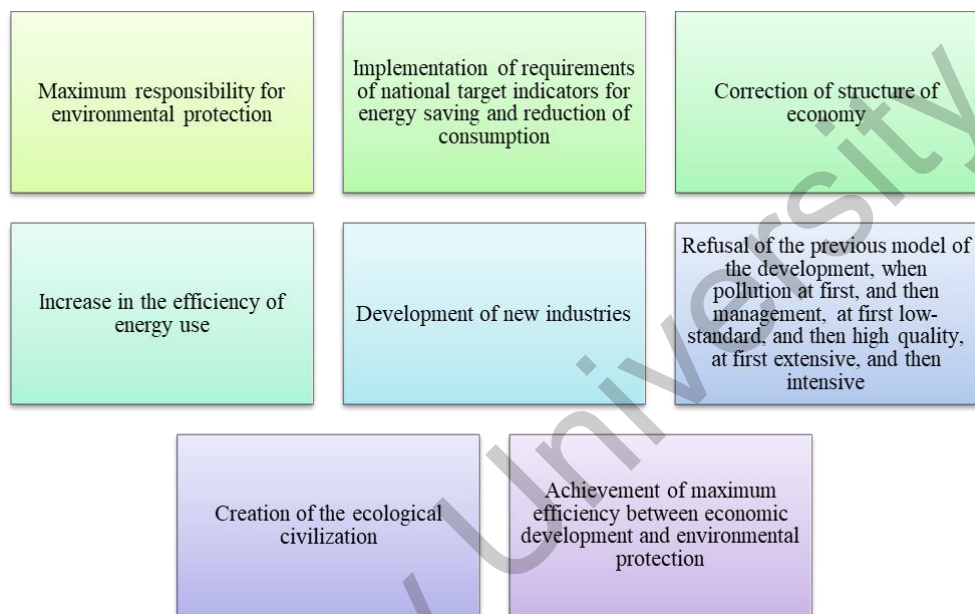 Maximum responsibility for
environmental protection
Implementation of requirements
of national target indicators for
energy saving and reduction of
consumption
Correction of structure of
economy
Increase in the efficiency of
energy use
Development of new industries
Refusal of the previous model of
the development, when
pollution at first, and then
management, at first low-
standard, and then high quality,
at first extensive, and then
intensive
Creation of the ecological
civilization
Achievement of maximum
efficiency between economic
development and environmental
protection
University